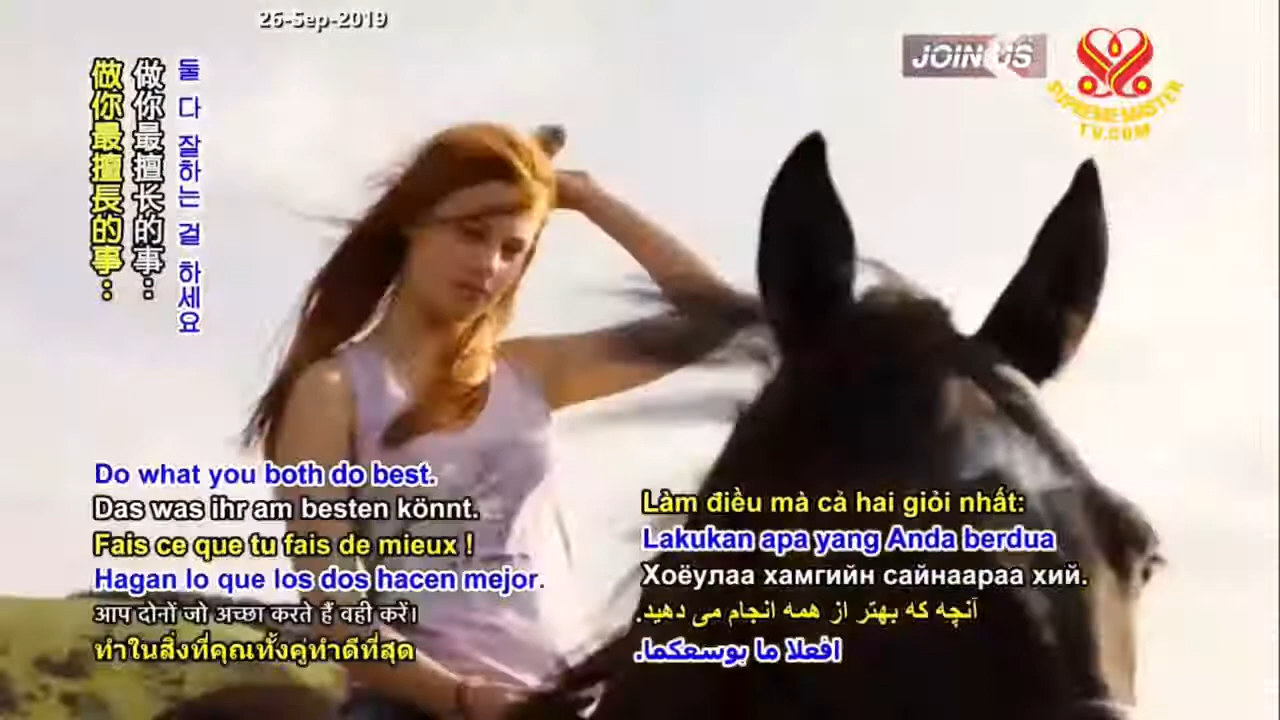 26-Sep-2019
JOIN US
SUPREME MASTER
TV.COM
둘 다 잘하는 걸 하세요
做你最擅长的事：
做你最擅長的事：
Do what you both do best.
Das was ihr am besten könnt.
Fais ce que tu fais de mieux !
Hagan lo que los dos hacen mejor.
आप दोनों जो अच्छा करते हैं वही करें।
ทำในสิ่งที่คุณทั้งคู่ทำดีที่สุด
Làm điều mà cả hai giỏi nhất:
Lakukan apa yang Anda berdua
Хоёулаа хамгийн сайнаараа хий.
آنچه که بهتر از همه انجام می دهید.
افعلا ما بوسعكما.